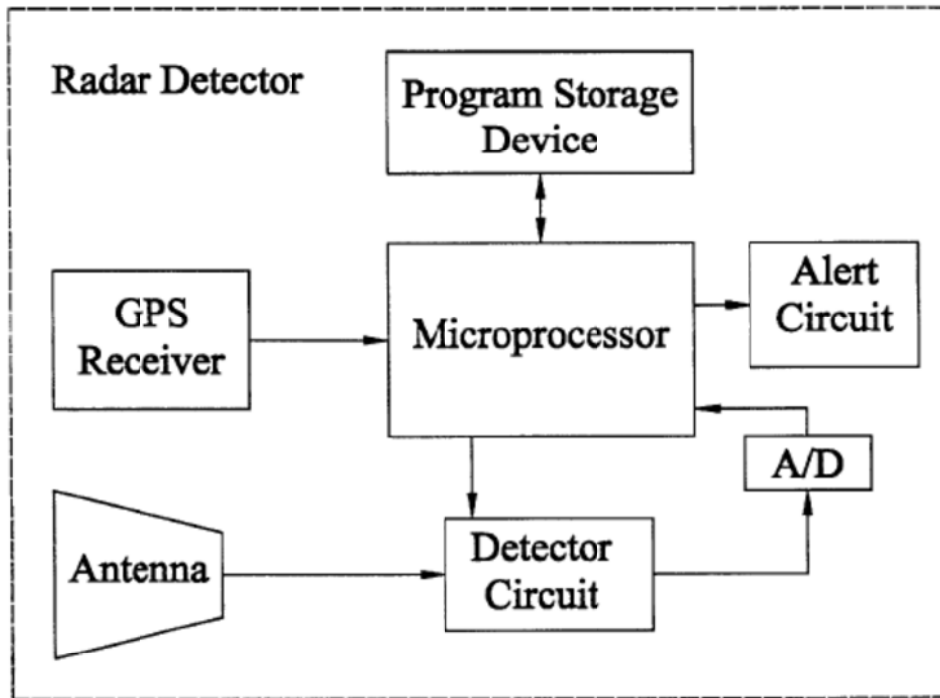 Radar Detector
Program Storage
Device
GPS
Receiver
Microprocessor
Alert
Circuit
A/D
Antenna
Detector
Circuit